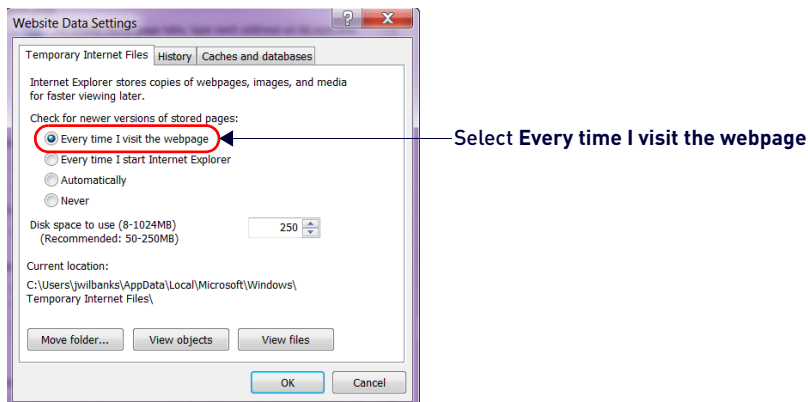 Website Data Settings
?
X
Temporary Internet Files History Caches and databases
Internet Explorer stores copies of webpages, images, and media
for faster viewing later.
Check for newer versions of stored pages:
Every time I visit the webpage
Select Every time I visit the webpage
Every time I start Internet Explorer
Automatically
Never
Disk space to use (8-1024MB) 250
(Recommended: 50-250MB)
Current location:
C:\Users\jwilbanks\AppData\Local\Microsoft\Windows\
Temporary Internet Files\
Move folder... View objects View files
OK Cancel